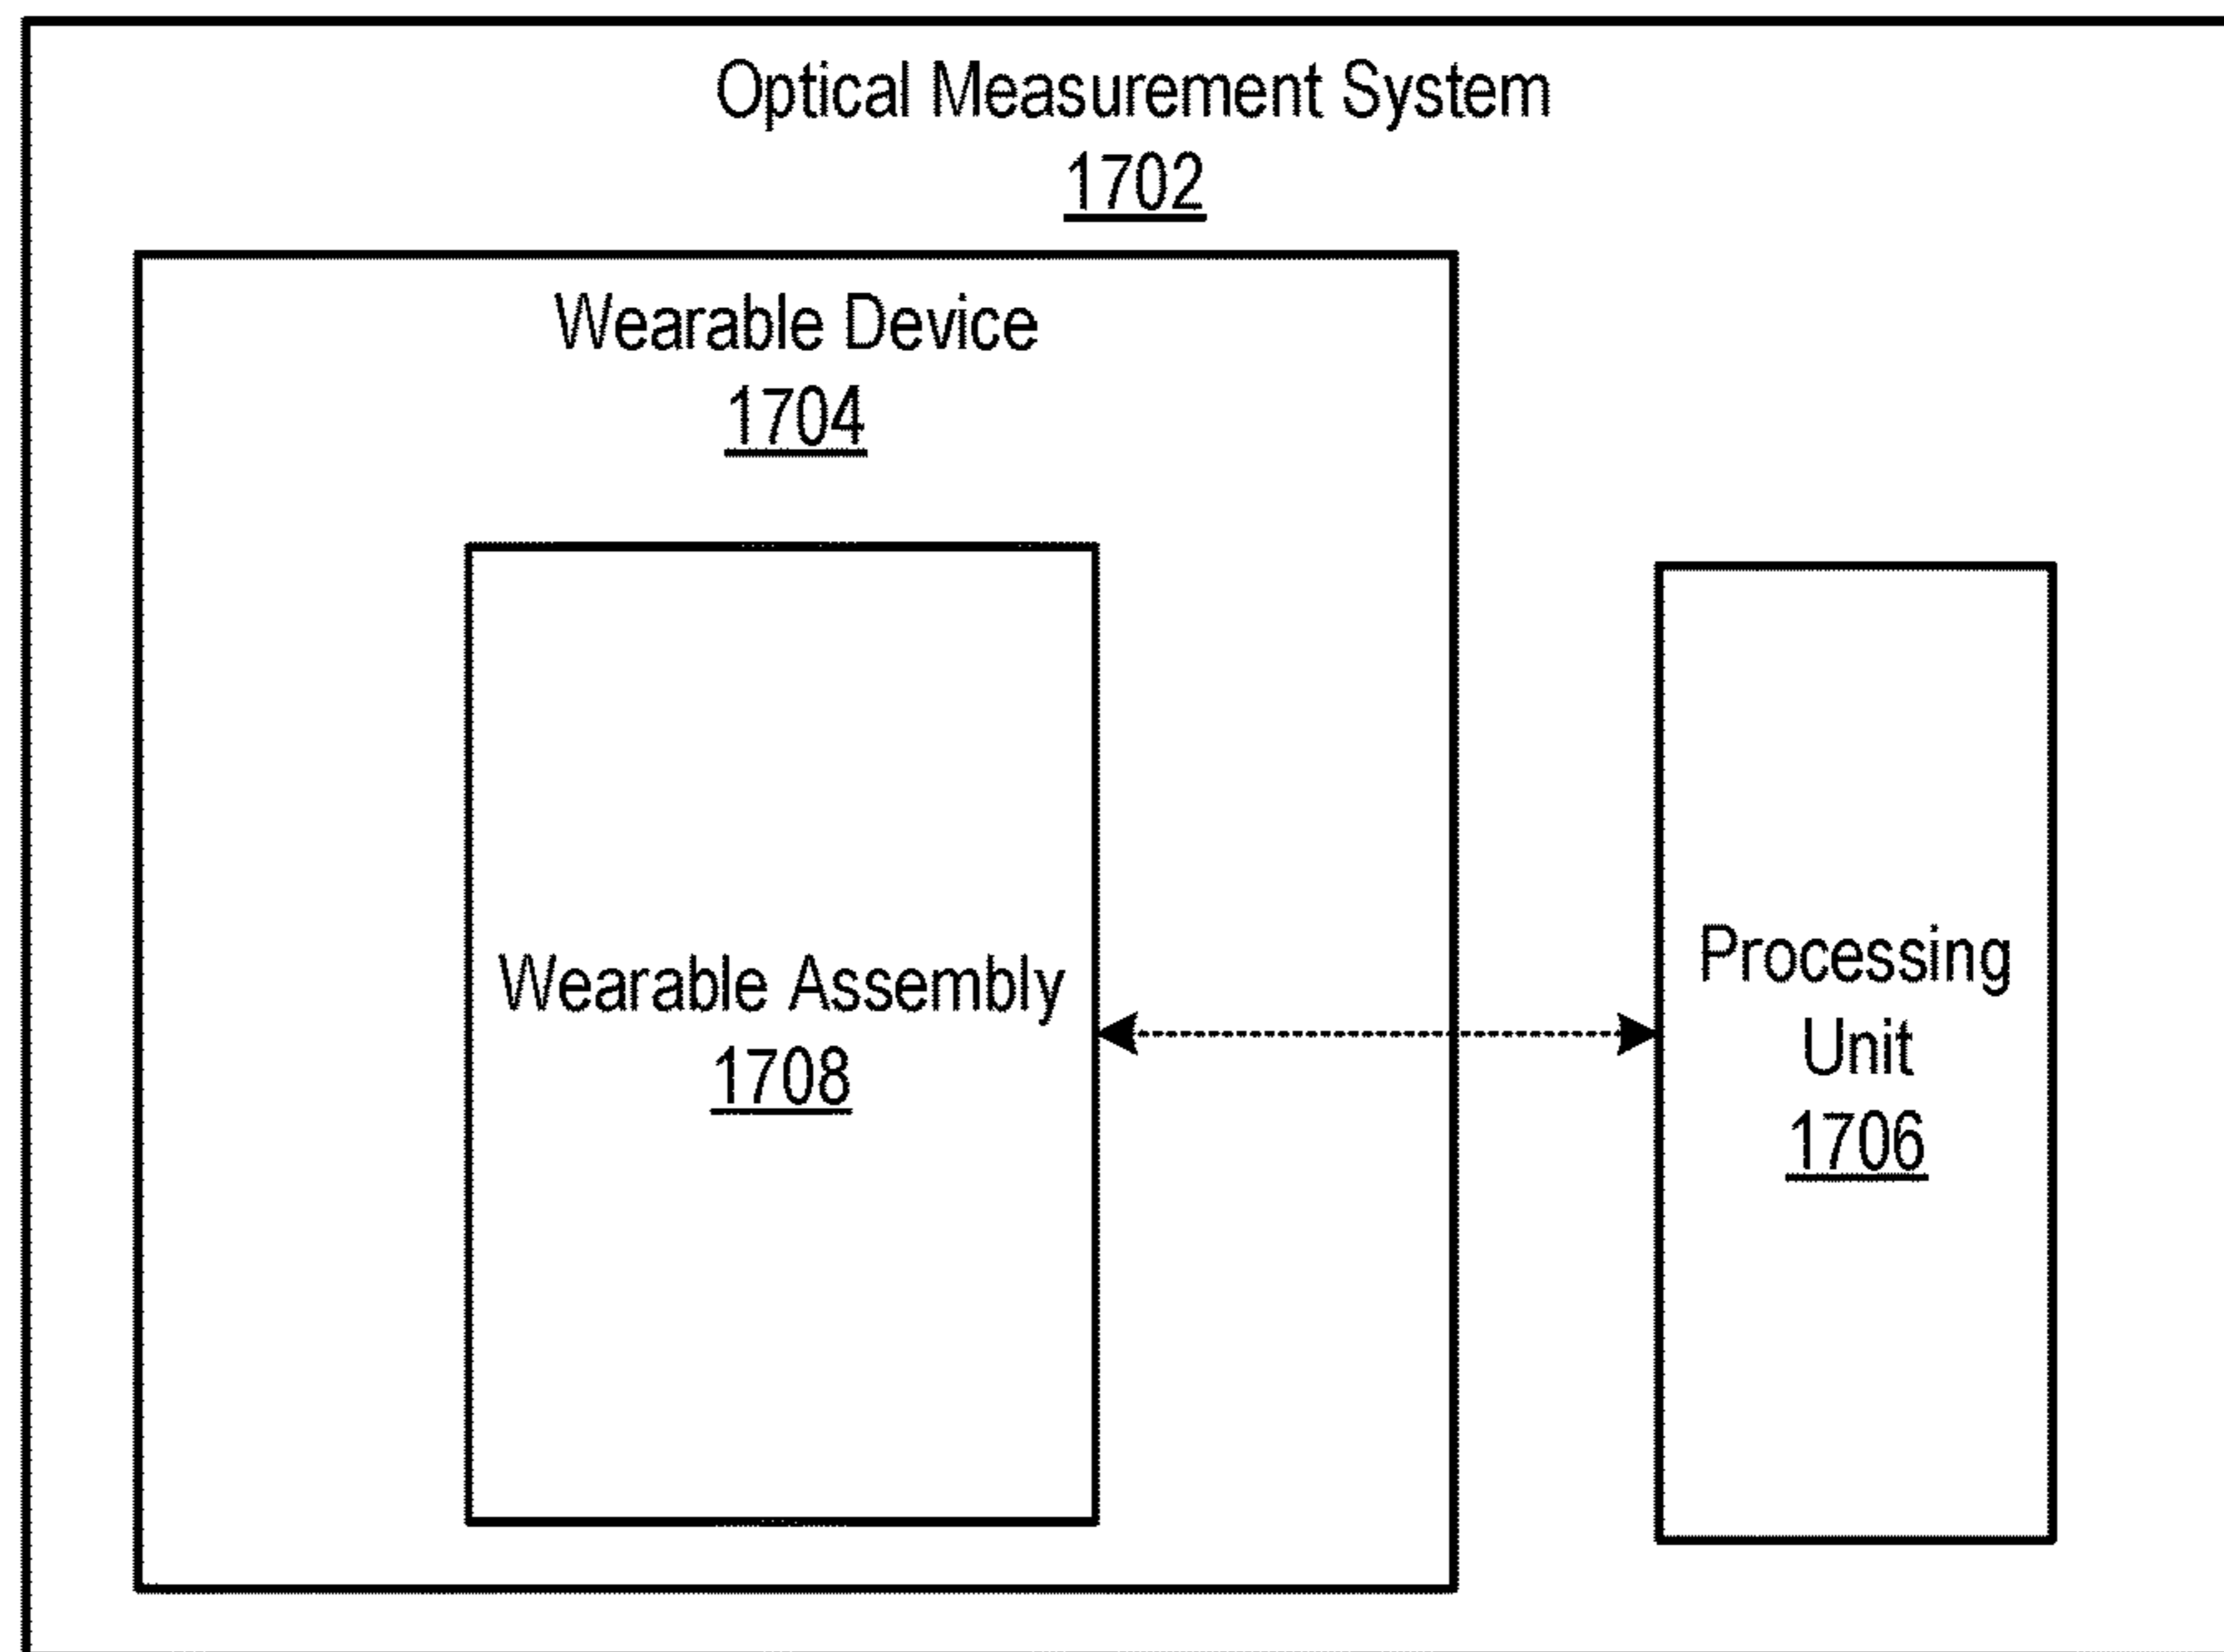 Optical Measurement System
1702
Wearable Device
1704
Wearable Assembly
1708
Processing
Unit
1706